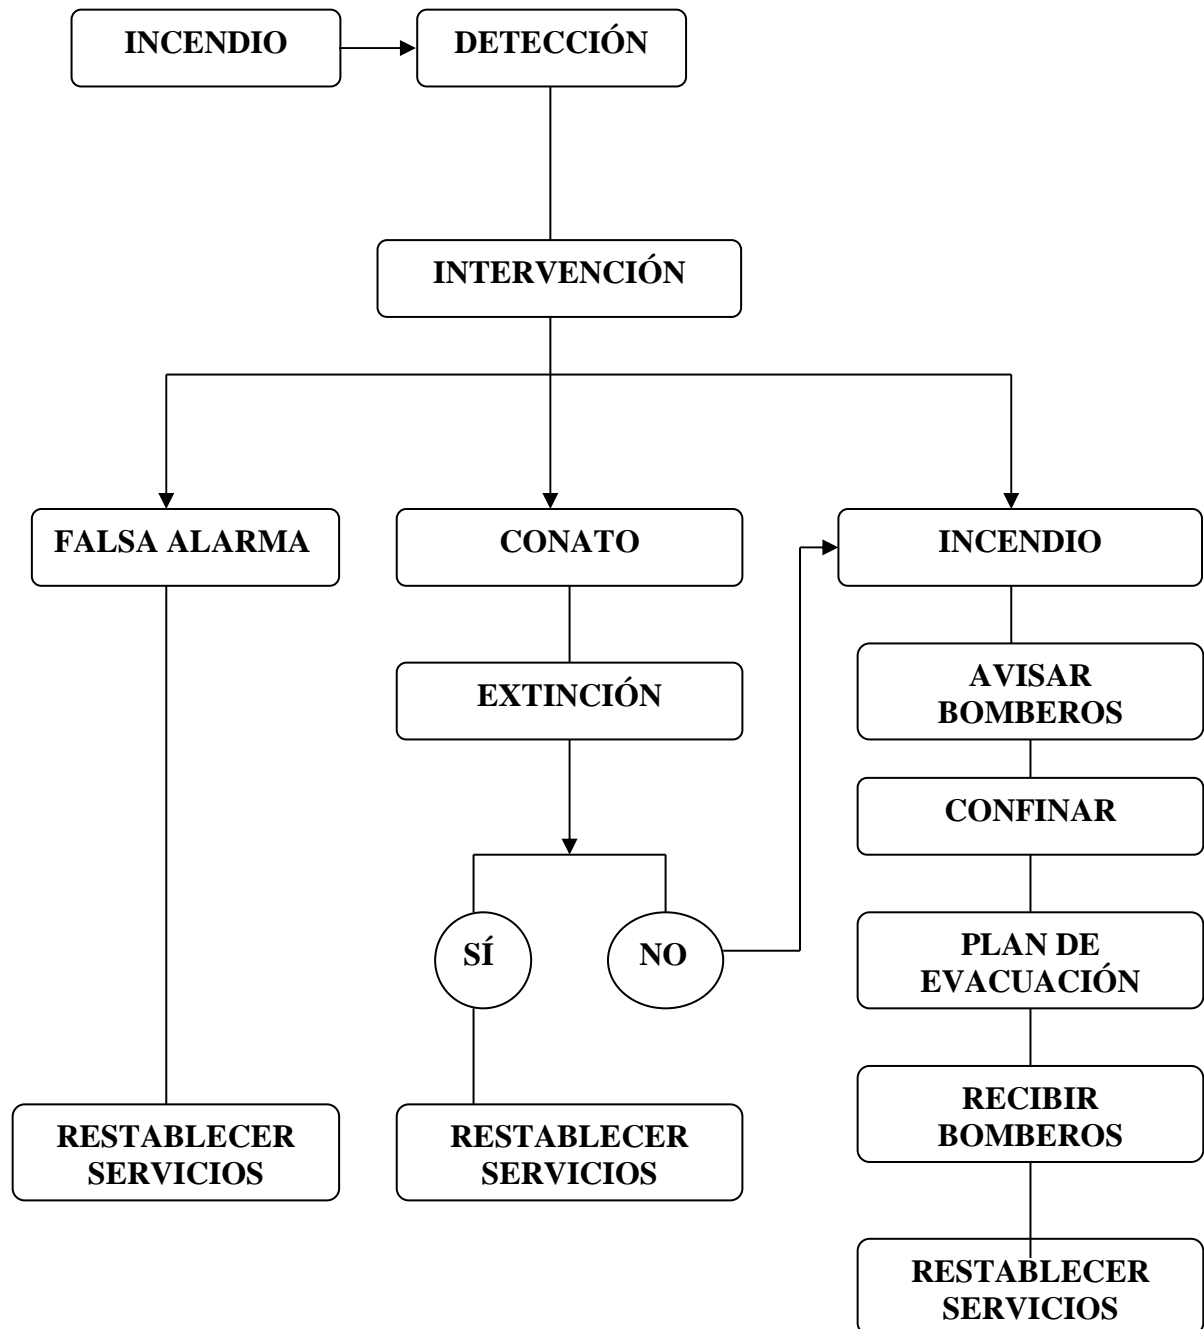 INCENDIO
DETECCIÓN
INTERVENCIÓN
FALSA ALARMA
CONATO
INCENDIO
EXTINCIÓN
AVISAR
BOMBEROS
CONFINAR
SÍ
NO
PLAN DE
EVACUACIÓN
RESTABLECER
SERVICIOS
RESTABLECER
SERVICIOS
RECIBIR
BOMBEROS
RESTABLECER
SERVICIOS